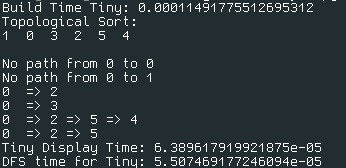 Build Time Tiny: 0.00011491775512695312
Topological Sort:
1  0  3  2  5  4

No path from 0 to 0
No path from 0 to 1
0  => 2
0  => 3
0  => 2 => 5 => 4
0  => 2 => 5
Tiny Display Time: 6.389617919921875e-05
DFS time for Tiny: 5.507469177246094e-05